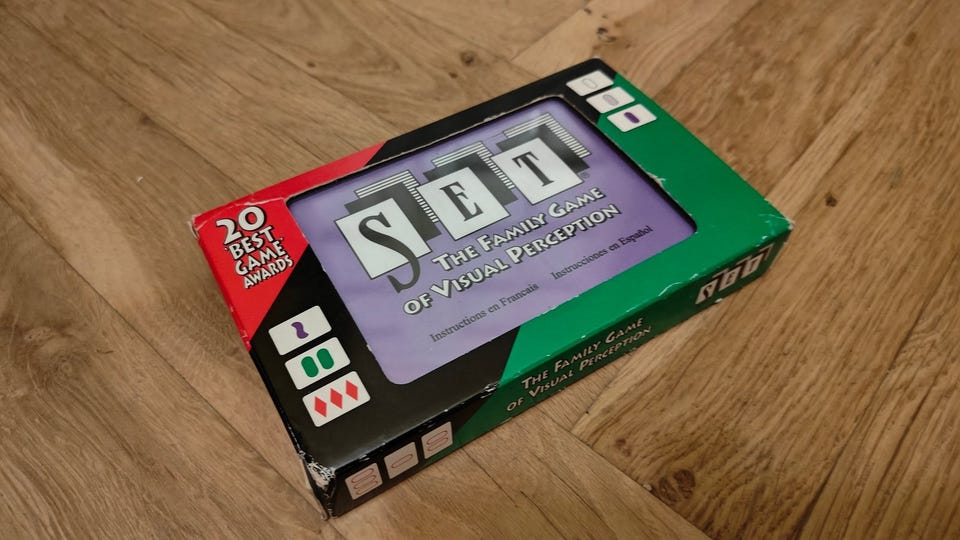 20
BEST
GAME
AWARDS
SET
THE FAMILY GAME
OF VISUAL PERCEPTION
Instructions en Francais
Instrucciones en Español
THE FAMILY GAME
OF VISUAL PERCEPTION
SET